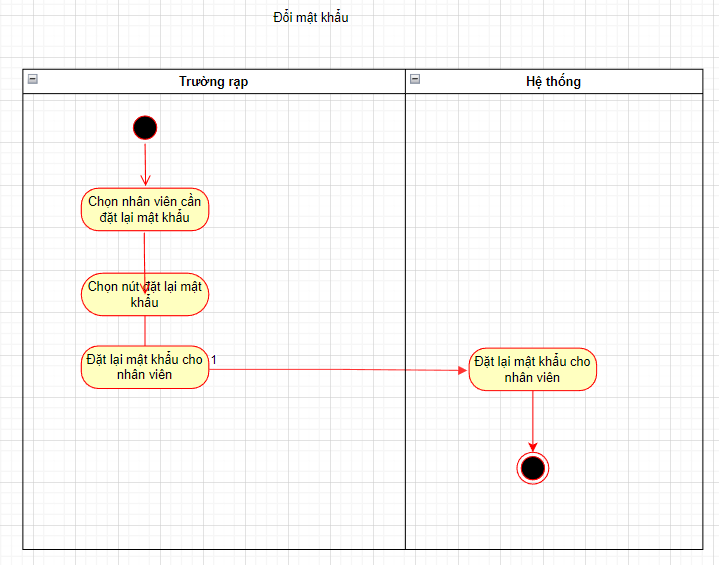 Đổi mật khẩu
Trường rạp
Hệ thống
Chọn nhân viên cần
đặt lại mật khẩu
Chọn nút đặt lại mật
khẩu
Đặt lại mật khẩu cho
nhân viên
1
Đặt lại mật khẩu cho
nhân viên